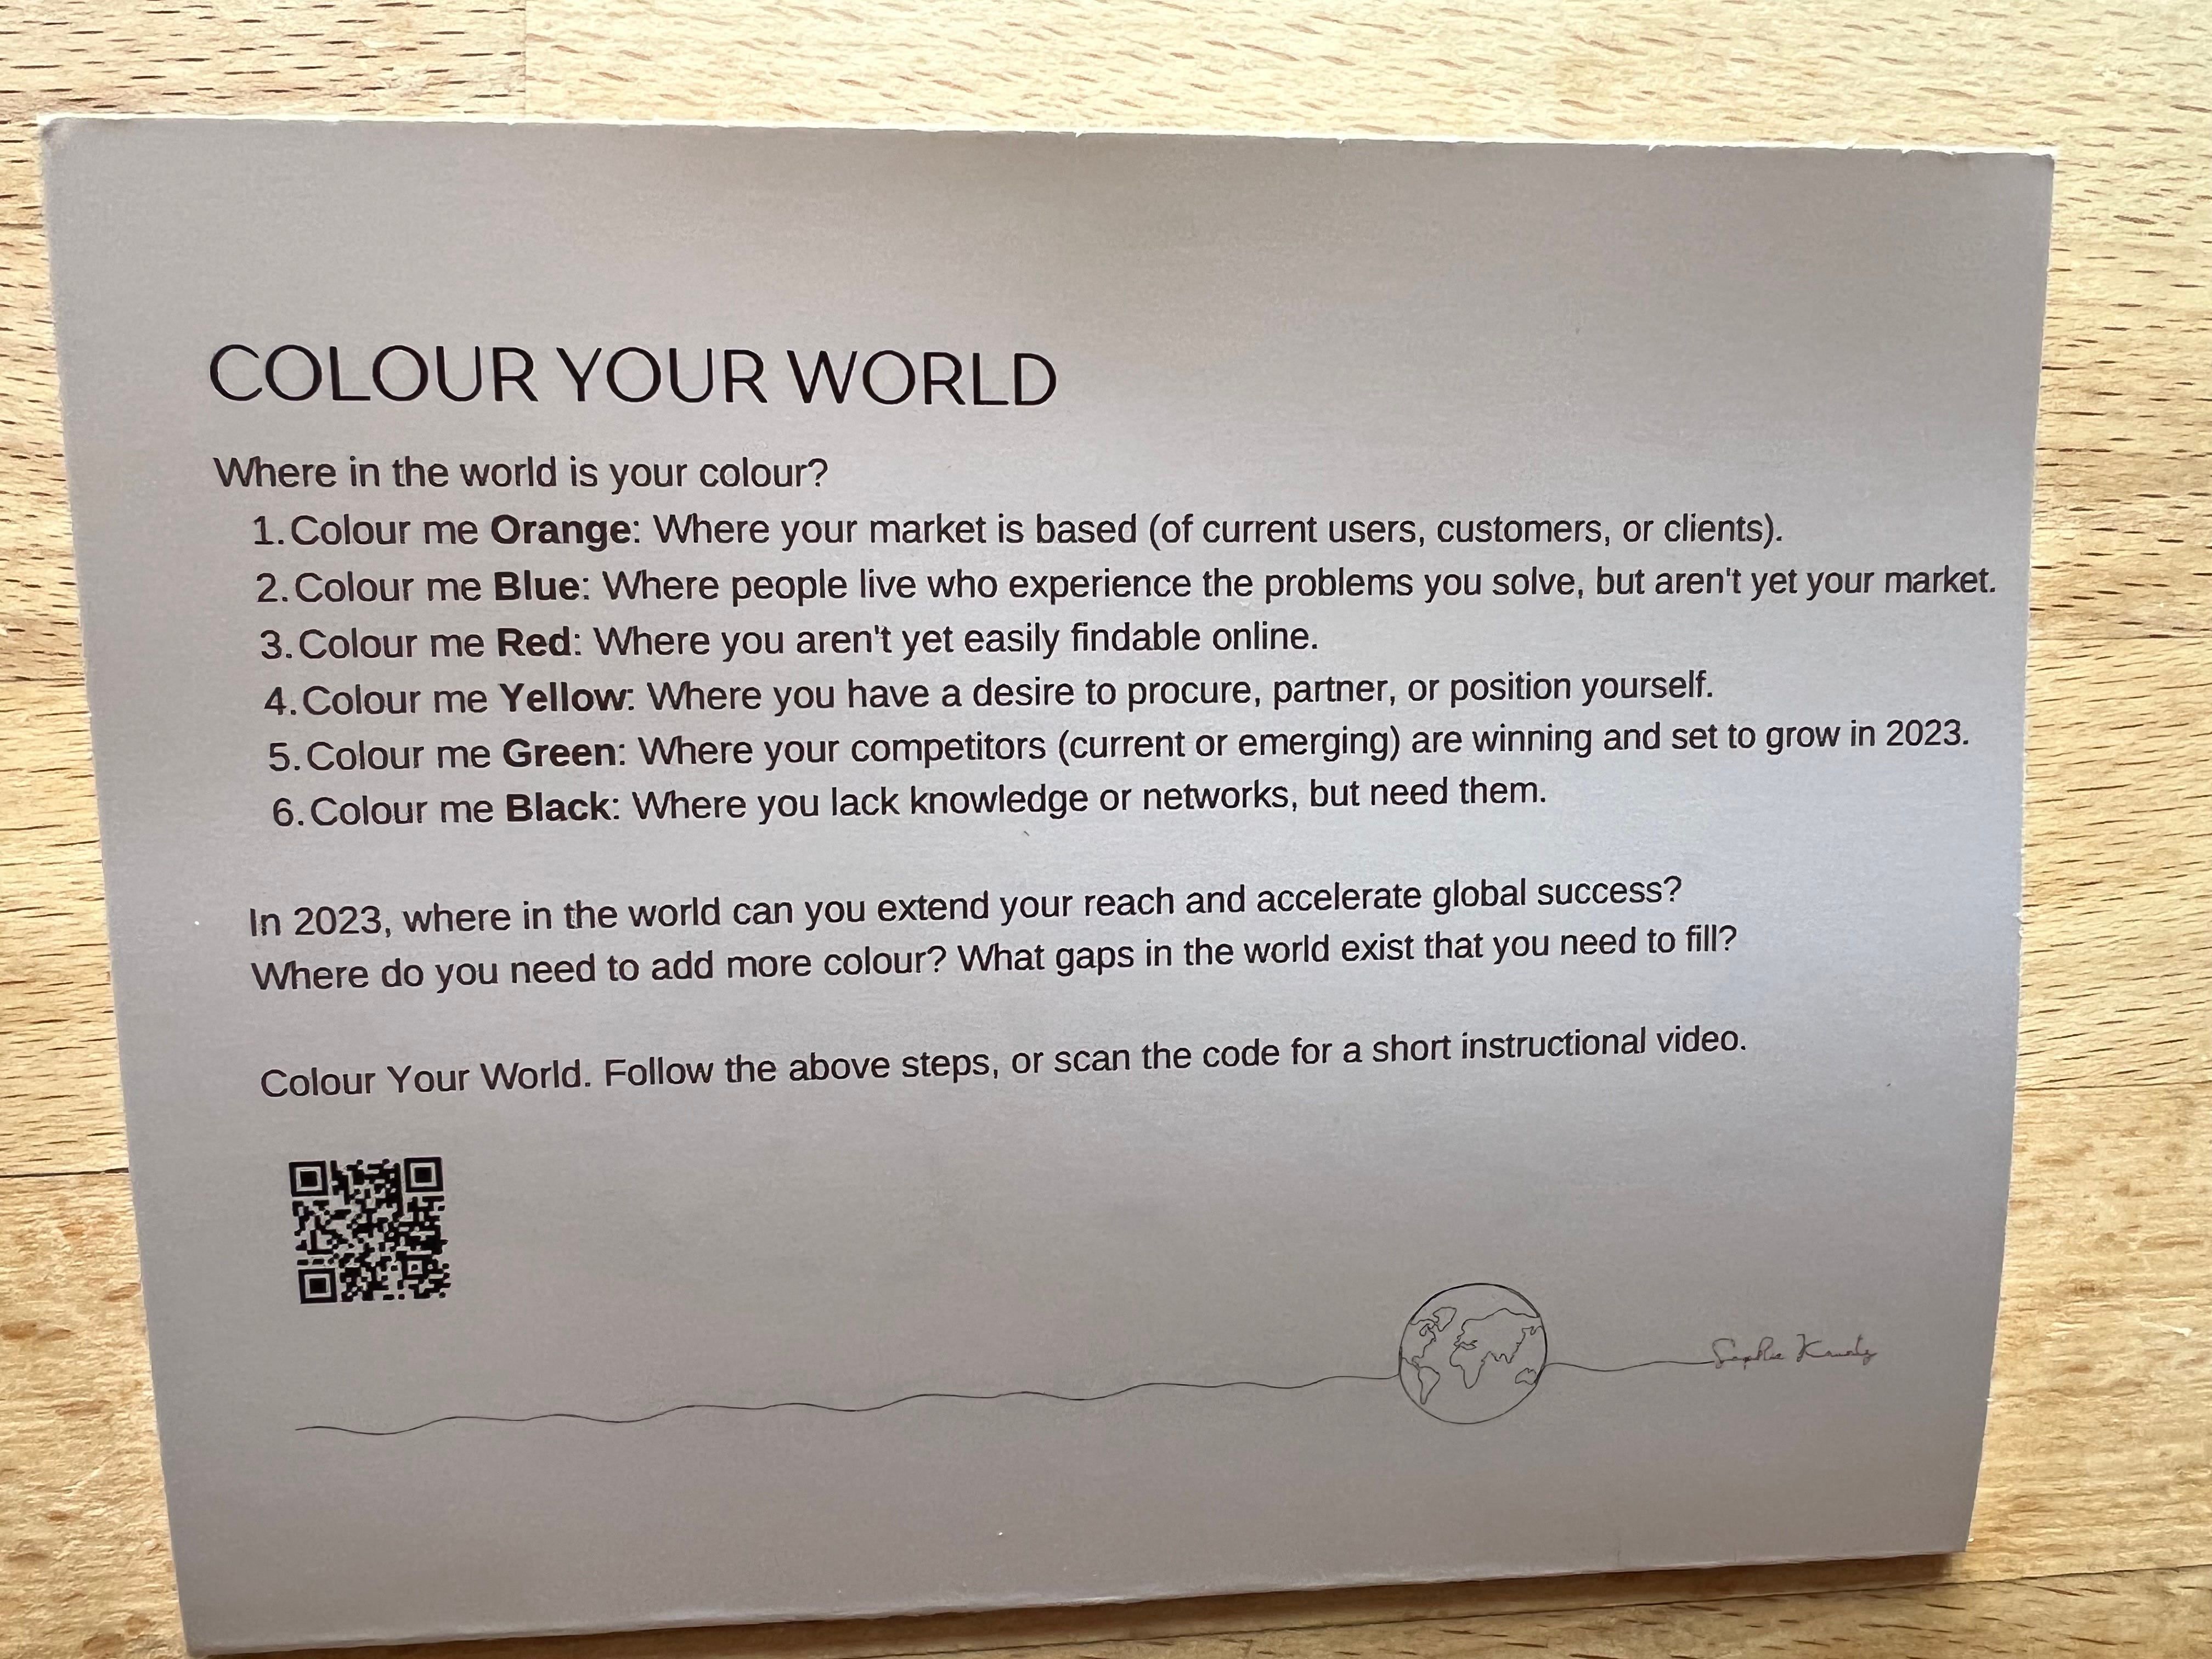 COLOUR YOUR WORLD
Where in the world is your colour?
1. Colour me Orange: Where your market is based (of current users, customers, or clients).
2. Colour me Blue: Where people live who experience the problems you solve, but aren't yet your market.
3. Colour me Red: Where you aren't yet easily findable online.
4. Colour me Yellow: Where you have a desire to procure, partner, or position yourself.
5. Colour me Green: Where your competitors (current or emerging) are winning and set to grow in 2023.
6. Colour me Black: Where you lack knowledge or networks, but need them.
In 2023, where in the world can you extend your reach and accelerate global success?
Where do you need to add more colour? What gaps in the world exist that you need to fill?
Colour Your World. Follow the above steps, or scan the code for a short instructional video.
Sophie